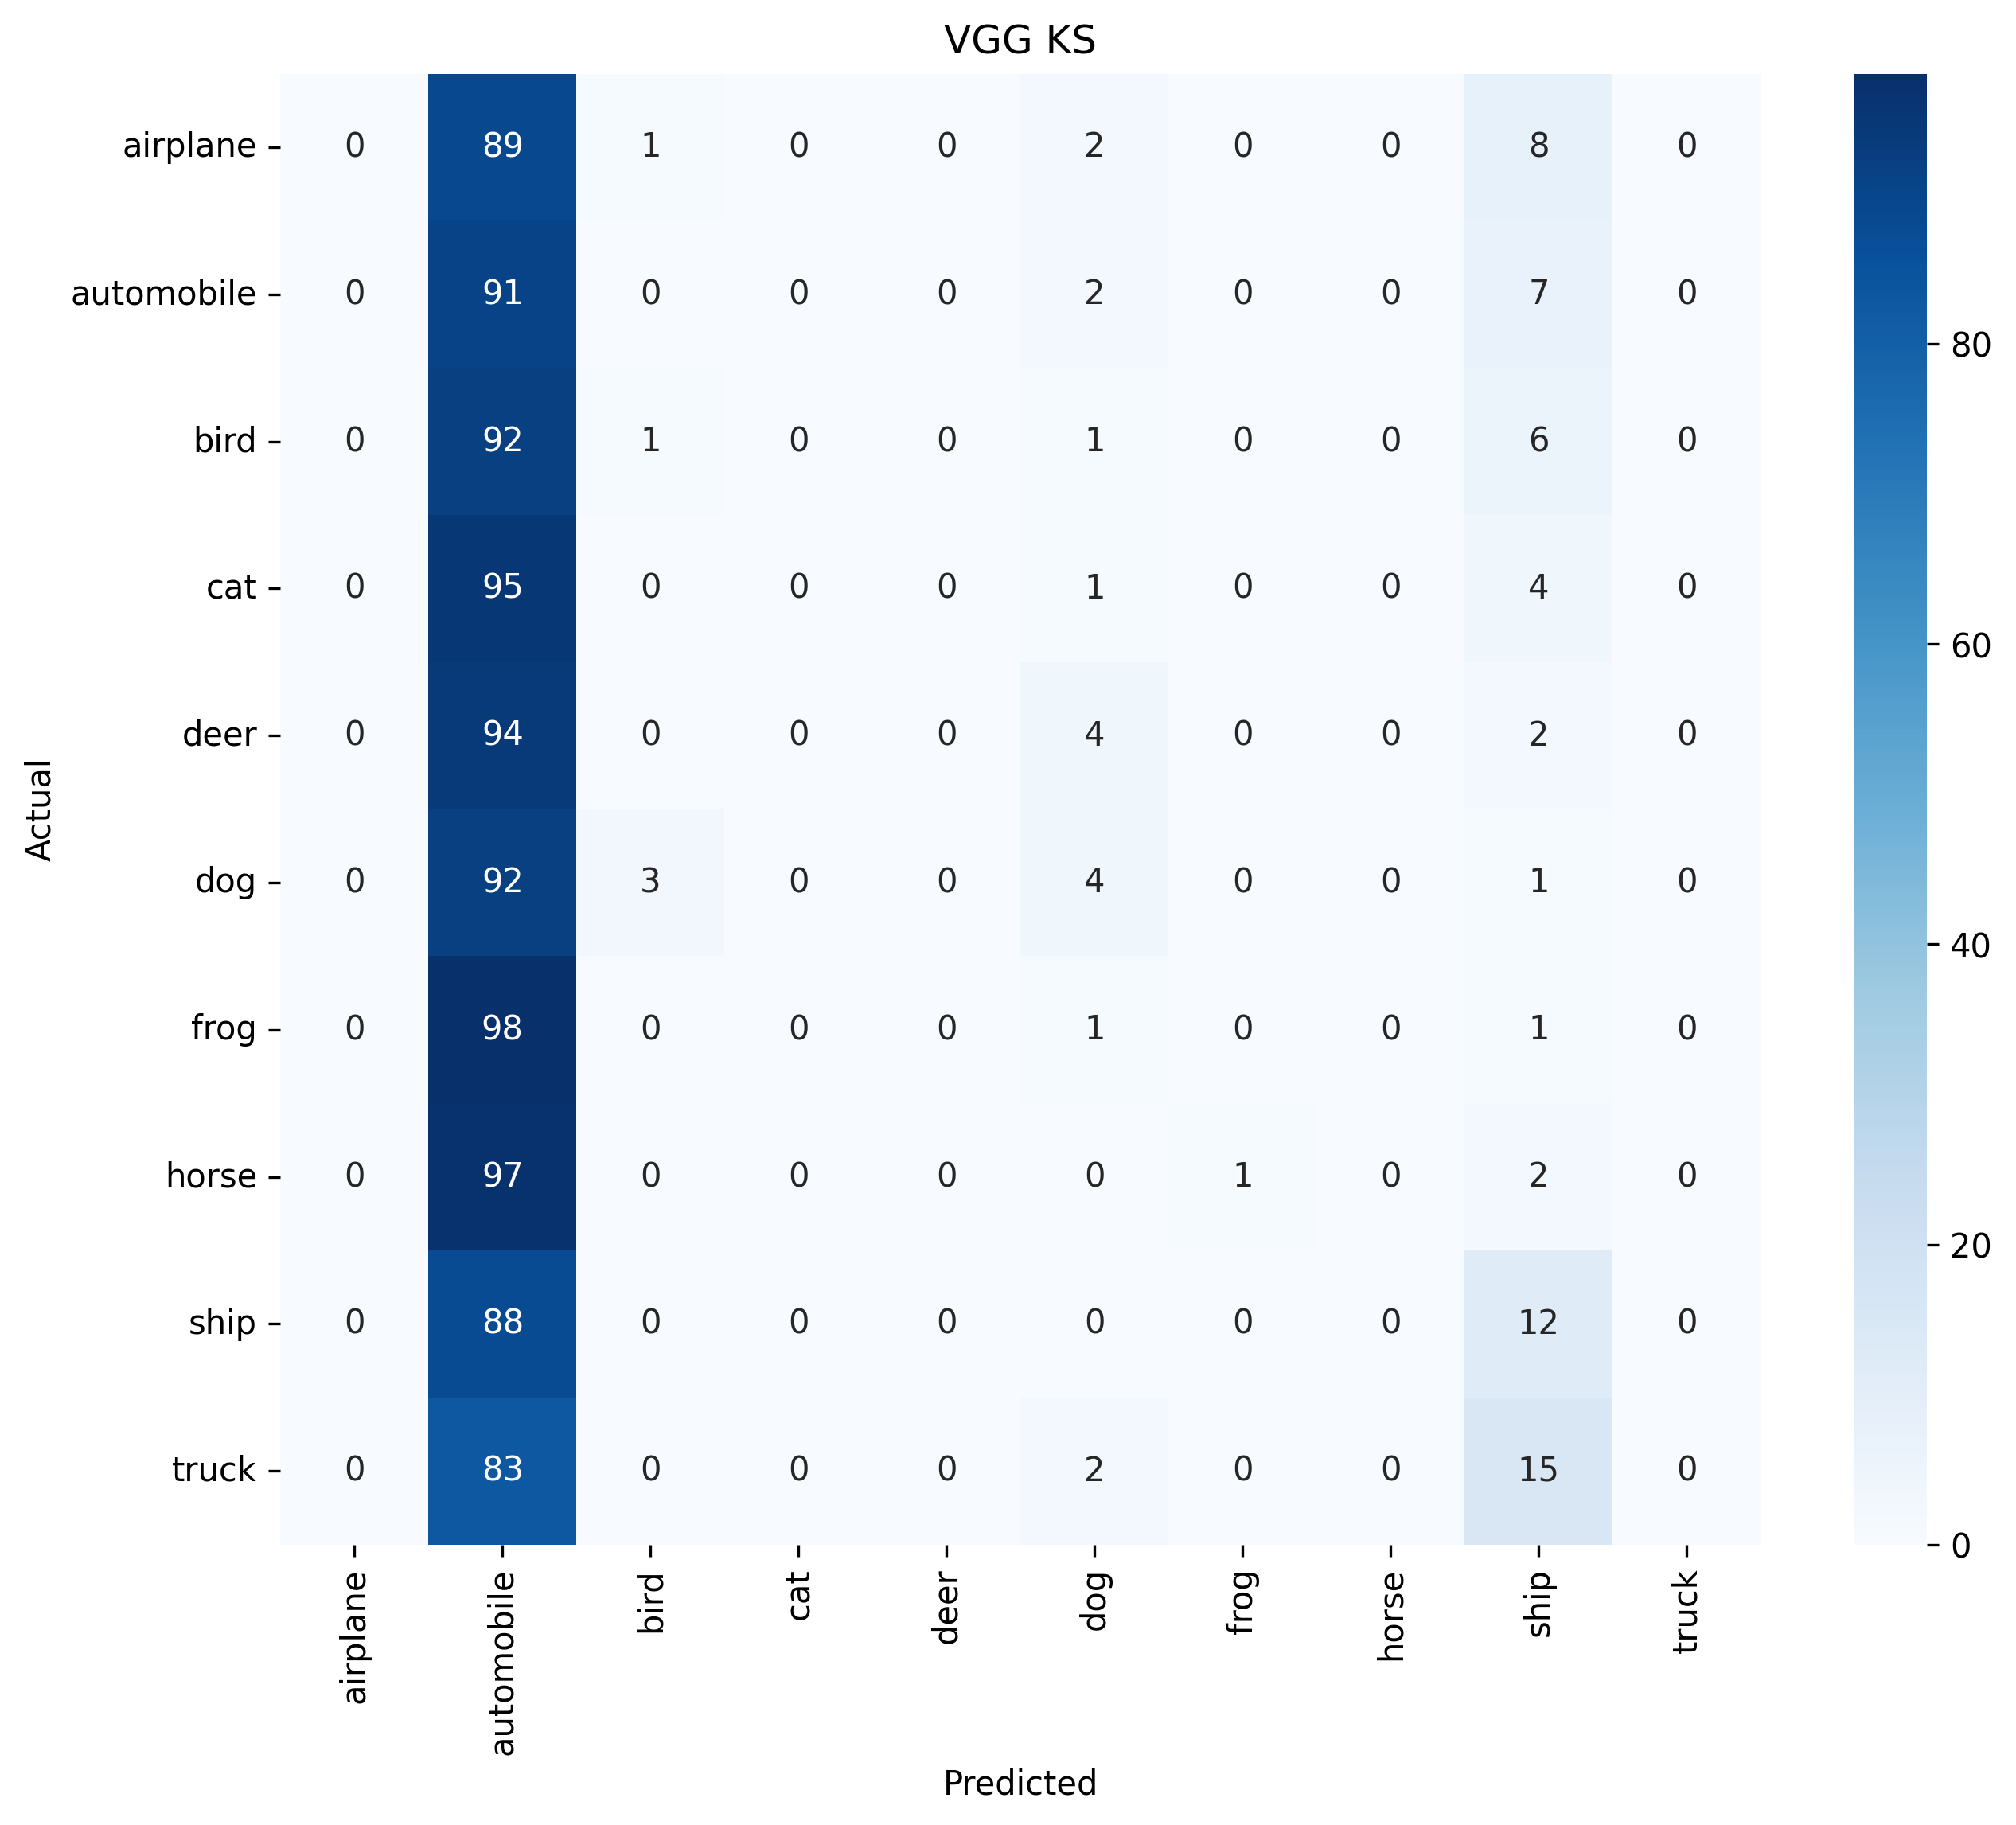 VGG KS
airplane 0 89 1 0 0 2 0 0 8 0
automobile 0 91 0 0 0 2 0 0 7 0
80
bird 0 92 1 0 0 1 0 0 6 0
cat 0 95 0 0 0 1 0 0 4 0
60
deer 0 94 0 0 0 4 0 0 2 0
Actual
dog 0 92 3 0 0 4 0 0 1 0
40
frog 0 98 0 0 0 1 0 0 1 0
horse 0 97 0 0 0 0 1 0 2 0
20
ship 0 88 0 0 0 0 0 0 12 0
truck 0 83 0 0 0 2 0 0 15 0
0
airplane automobile bird cat deer dog frog horse ship truck
Predicted